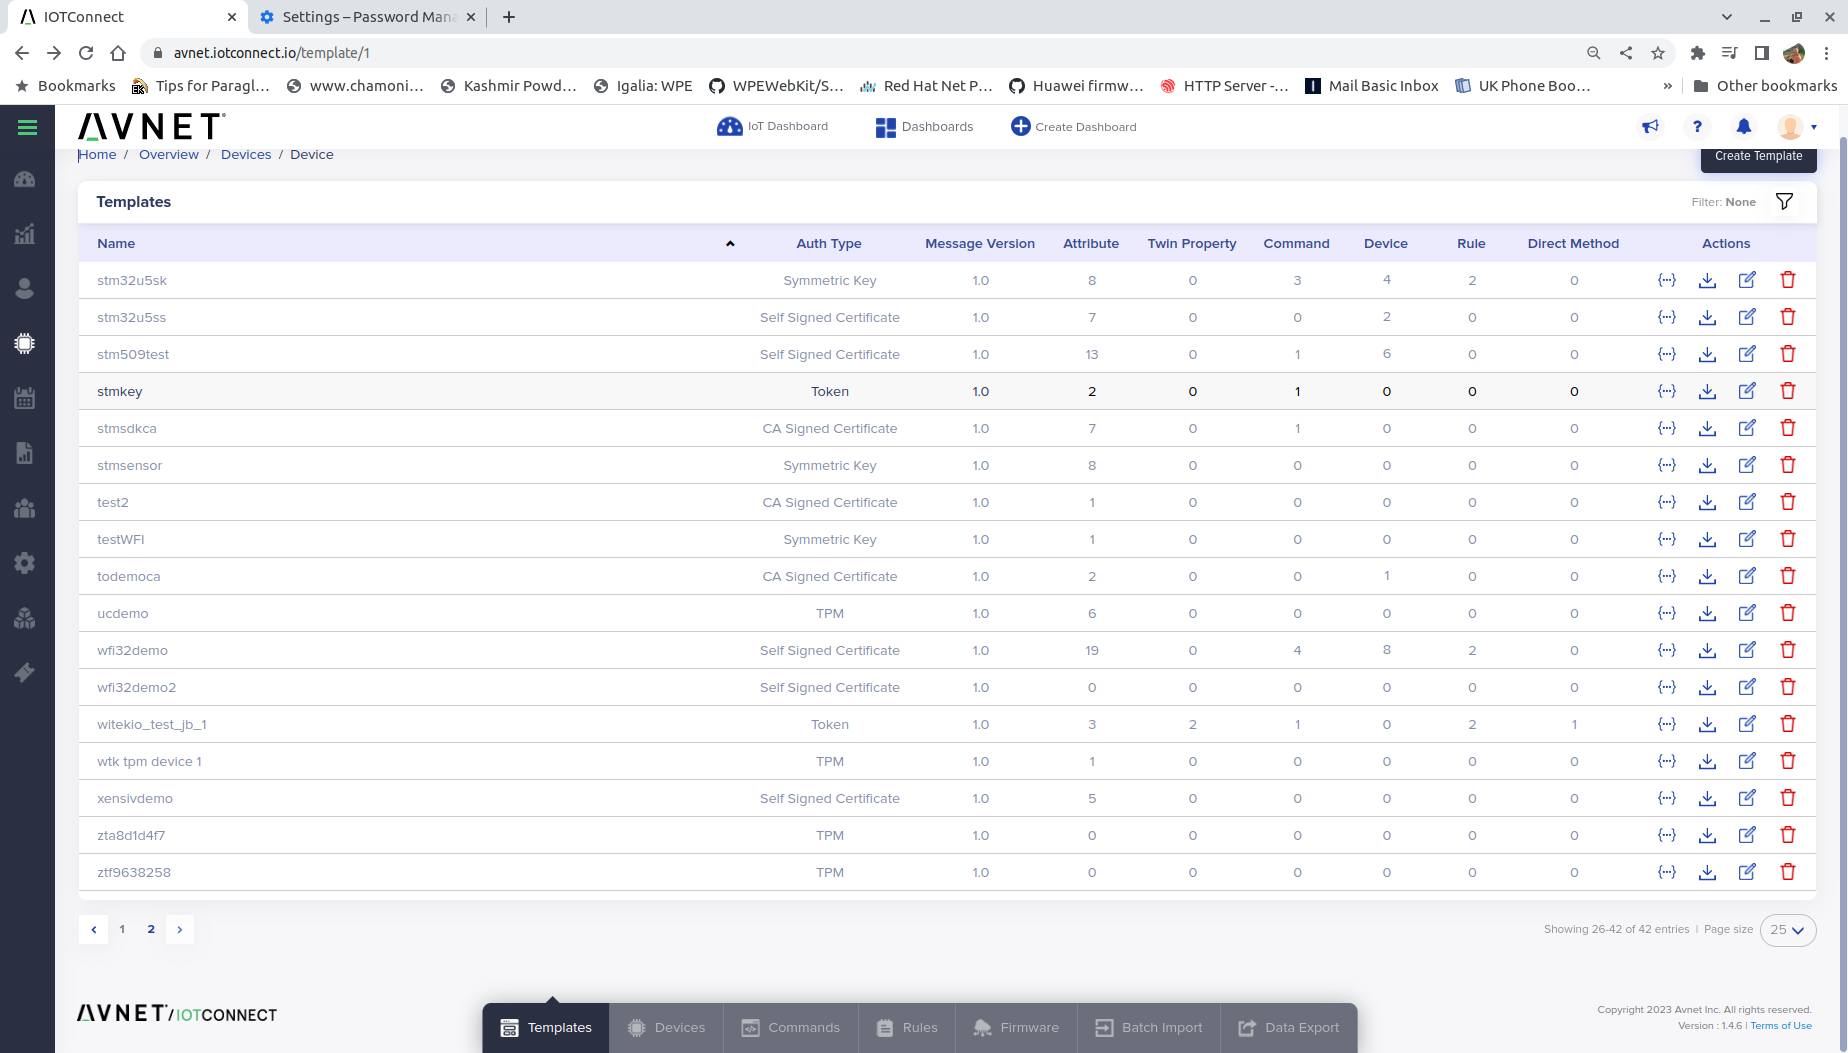 IOTConnect
Settings – Password Mana
avnet.iotconnect.io/template/1
Bookmarks
Tips for Paragl…
www.chamoni…
Kashmir Powd…
Igalia: WPE
WPEWebKit/S…
Red Hat Net P…
Huawei firmw…
HTTP Server -…
Mail Basic Inbox
UK Phone Boo…
»
Other bookmarks
AVNET
IoT Dashboard
Dashboards
Create Dashboard
Home / Overview / Devices / Device
Create Template
Templates
Filter: None
Name Auth Type Message Version Attribute Twin Property Command Device Rule Direct Method Actions
stm32u5sk Symmetric Key 1.0 8 0 3 4 2 0
stm32u5ss Self Signed Certificate 1.0 7 0 0 2 0 0
stm509test Self Signed Certificate 1.0 13 0 1 6 0 0
stmkey Token 1.0 2 0 1 0 0 0
stmsdkca CA Signed Certificate 1.0 7 0 1 0 0 0
stmsensor Symmetric Key 1.0 8 0 0 0 0 0
test2 CA Signed Certificate 1.0 1 0 0 0 0 0
testWFI Symmetric Key 1.0 1 0 0 0 0 0
todemoca CA Signed Certificate 1.0 2 0 0 1 0 0
ucdemo TPM 1.0 6 0 0 0 0 0
wfi32demo Self Signed Certificate 1.0 19 0 4 8 2 0
wfi32demo2 Self Signed Certificate 1.0 0 0 0 0 0 0
witekio_test_jb_1 Token 1.0 3 2 1 0 2 1
wtk tpm device 1 TPM 1.0 1 0 0 0 0 0
xensivdemo Self Signed Certificate 1.0 5 0 0 0 0 0
zta8d1d4f7 TPM 1.0 0 0 0 0 0 0
ztf9638258 TPM 1.0 0 0 0 0 0 0
1 2
Showing 26-42 of 42 entries | Page size 25
AVNET/IOTCONNECT
Templates
Devices
Commands
Rules
Firmware
Batch Import
Data Export
Copyright 2023 Avnet Inc. All rights reserved.
Version : 1.4.6 | Terms of Use